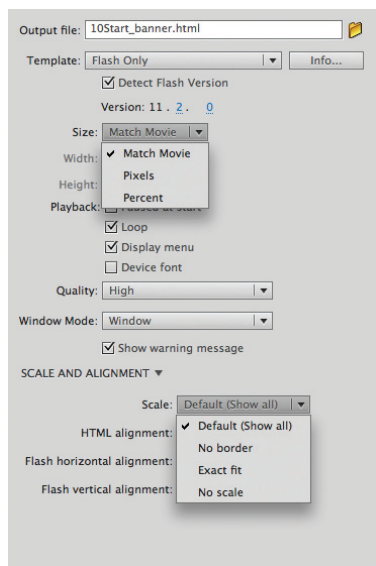 Output file: 10Start_banner.html
Template: Flash Only Info...
Detect Flash Version
Version: 11 . 2 . 0
Size: Match Movie
Match Movie
Pixels
Percent
Width:
Height:
Playback:
Loop
Display menu
Device font
Quality: High
Window Mode: Window
Show warning message
SCALE AND ALIGNMENT
Scale: Default (Show all)
Default (Show all)
No border
Exact fit
No scale
HTML alignment:
Flash horizontal alignment:
Flash vertical alignment: